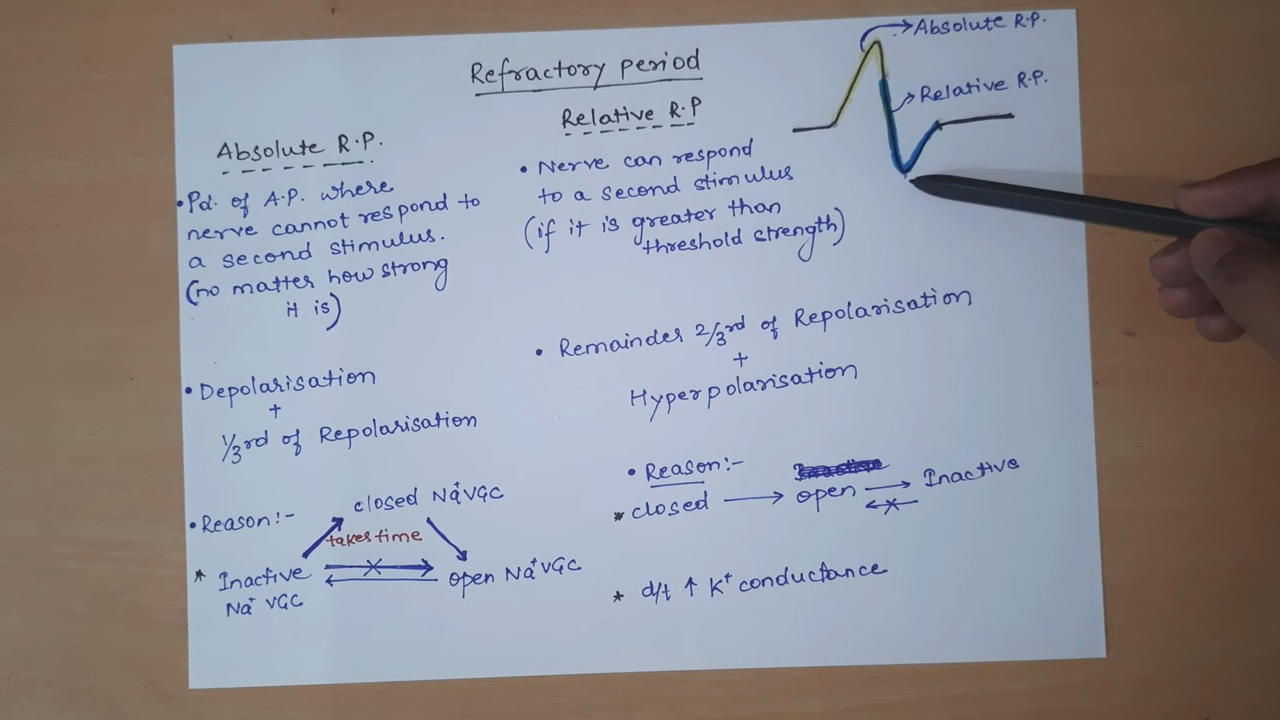 Refractory period
Absolute R.P.
Relative R.P.
Absolute R.P.
• Pd. of A.P. where
nerve cannot respond to
a second stimulus.
(no matter how strong
it is)
• Depolarisation
+
1/3rd of Repolarisation
• Reason:-
closed Na⁺VGC
takes time
* Inactive
Na⁺ VGC
open Na⁺VGC
Relative R.P
• Nerve can respond
to a second stimulus
(if it is greater than
threshold strength)
• Remainder 2/3rd of Repolarisation
+
Hyperpolarisation
• Reason:-
* closed → open → Inactive
* d/t ↑ K⁺ conductance